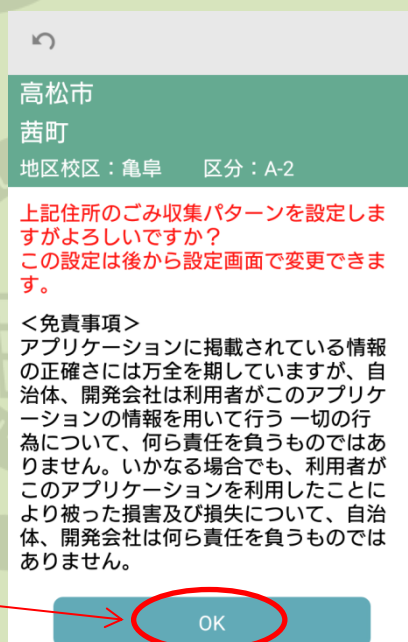 高松市
茜町
地区校区：亀阜　　区分：A-2
上記住所のごみ収集パターンを設定しま
すがよろしいですか？
この設定は後から設定画面で変更できま
す。
＜免責事項＞
アプリケーションに掲載されている情報
の正確さには万全を期していますが、自
治体、開発会社は利用者がこのアプリケ
ーションの情報を用いて行う 一切の行
為について、何ら責任を負うものではあ
りません。いかなる場合でも、利用者が
このアプリケーションを利用したことに
より被った損害及び損失について、自治
体、開発会社は何ら責任を負うものでは
ありません。
OK